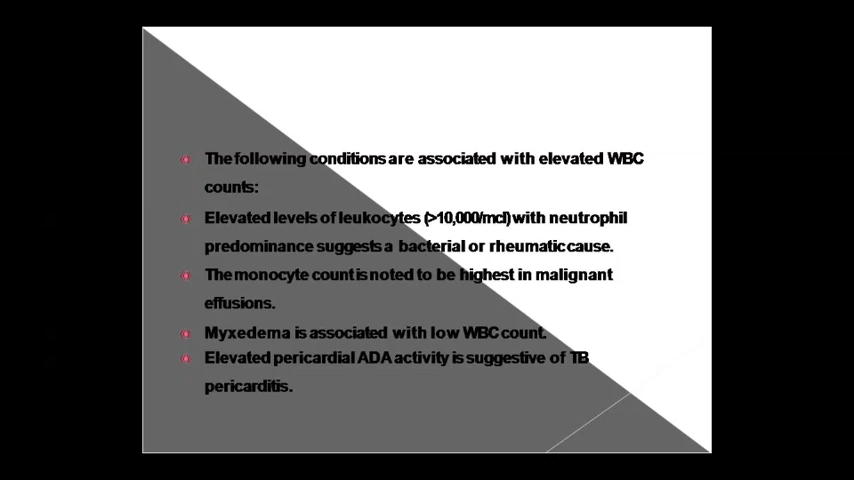 The following conditions are associated with elevated WBC
counts:
Elevated levels of leukocytes (>10,000/mcl) with neutrophil
predominance suggests a bacterial or rheumatic cause.
The monocyte count is noted to be highest in malignant
effusions.
Myxedema is associated with low WBC count.
Elevated pericardial ADA activity is suggestive of TB
pericarditis.